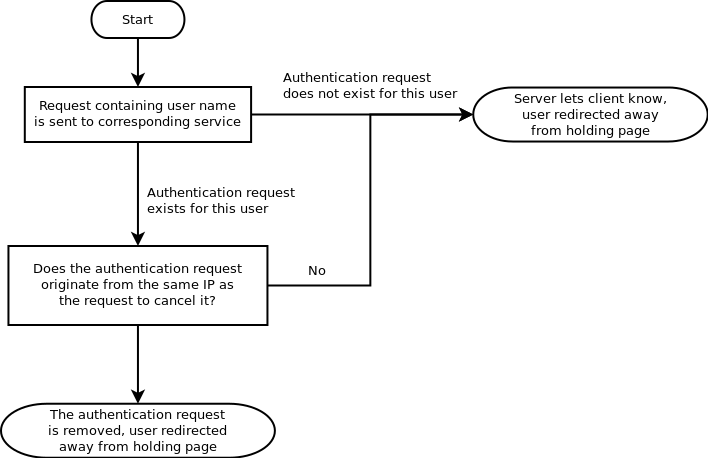 Start
Authentication request
does not exist for this user
Request containing user name
is sent to corresponding service
Server lets client know,
user redirected away
from holding page
Authentication request
exists for this user
Does the authentication request
originate from the same IP as
the request to cancel it?
No
The authentication request
is removed, user redirected
away from holding page